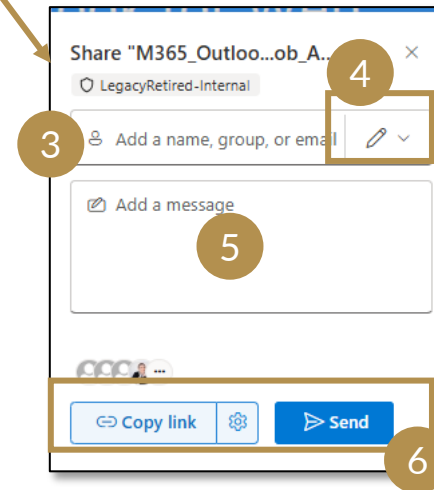 Share "M365_Outloo...ob_A..
LegacyRetired-Internal
4
3
Add a name, group, or email
Add a message
5
Copy link
Send
6